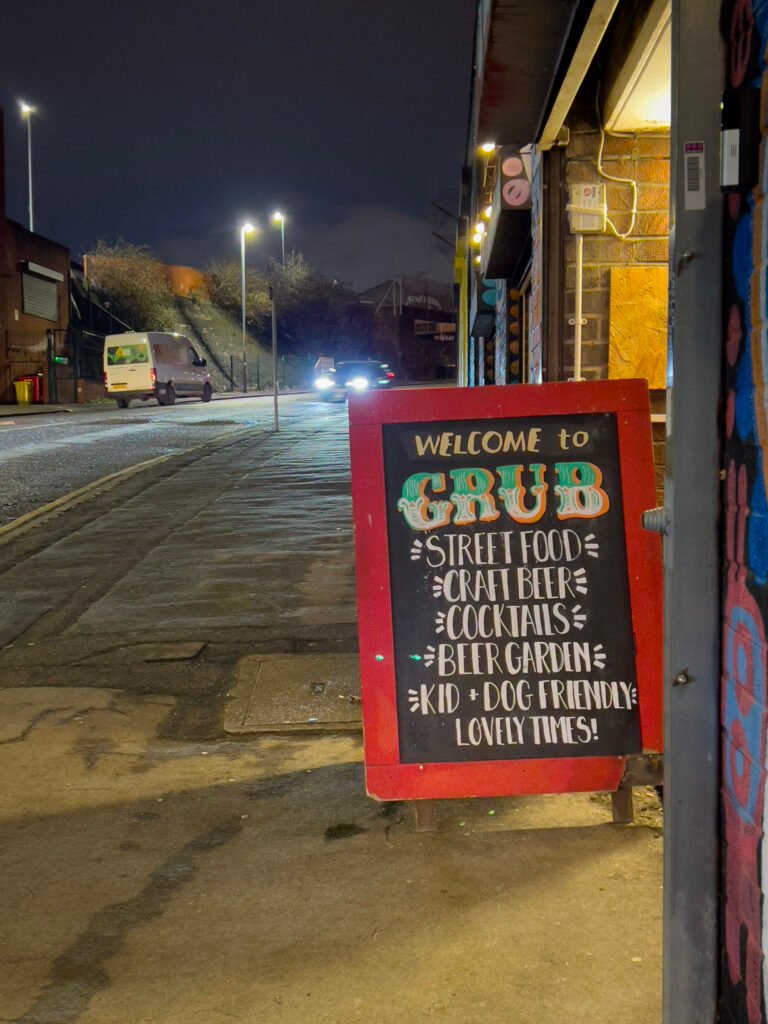 WELCOME to
GRUB
STREET FOOD
CRAFT BEER
COCKTAILS
BEER GARDEN
KID + DOG FRIENDLY
LOVELY TIMES!